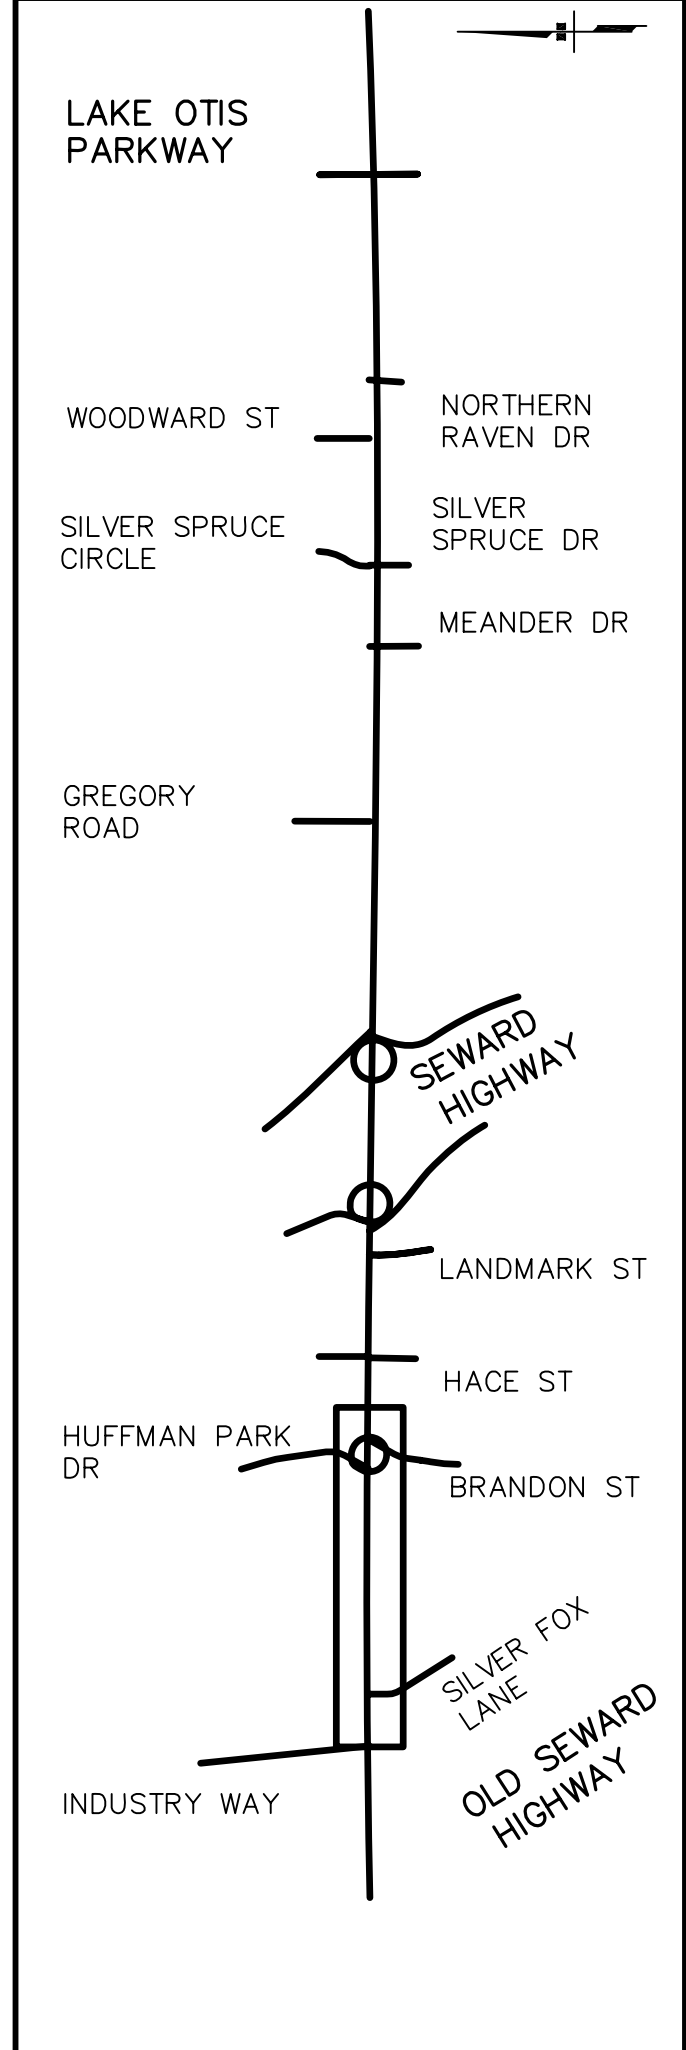 LAKE OTIS
PARKWAY
NORTHERN
RAVEN DR
WOODWARD ST
SILVER
SPRUCE DR
SILVER SPRUCE
CIRCLE
MEANDER DR
GREGORY
ROAD
SEWARD
HIGHWAY
LANDMARK ST
HACE ST
HUFFMAN PARK
DR
BRANDON ST
SILVER FOX
LANE
OLD SEWARD
HIGHWAY
INDUSTRY WAY